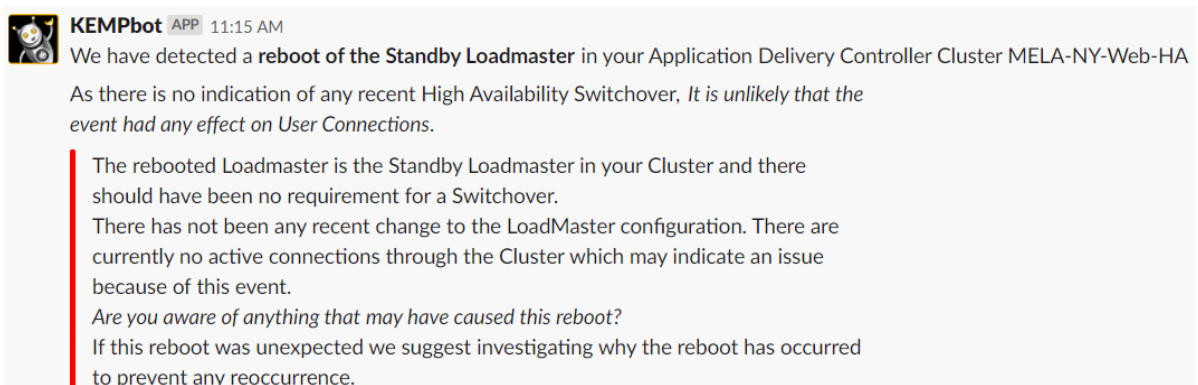 KEMPbot APP 11:15 AM
We have detected a reboot of the Standby Loadmaster in your Application Delivery Controller Cluster MELA-NY-Web-HA
As there is no indication of any recent High Availability Switchover, It is unlikely that the
event had any effect on User Connections.
The rebooted Loadmaster is the Standby Loadmaster in your Cluster and there
should have been no requirement for a Switchover.
There has not been any recent change to the LoadMaster configuration. There are
currently no active connections through the Cluster which may indicate an issue
because of this event.
Are you aware of anything that may have caused this reboot?
If this reboot was unexpected we suggest investigating why the reboot has occurred
to prevent any reoccurrence.